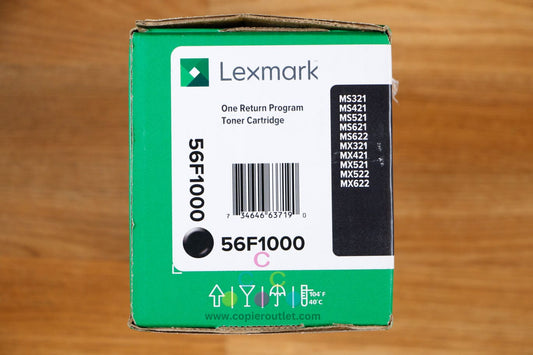 Lexmark
One Return Program
Toner Cartridge
MS321
MS421
MS521
MS621
MS622
MX321
MX421
MX521
MX522
MX622
56F1000
7 34646 63719 0
56F1000
C
C
104°F
40°C
www.copieroutlet.com